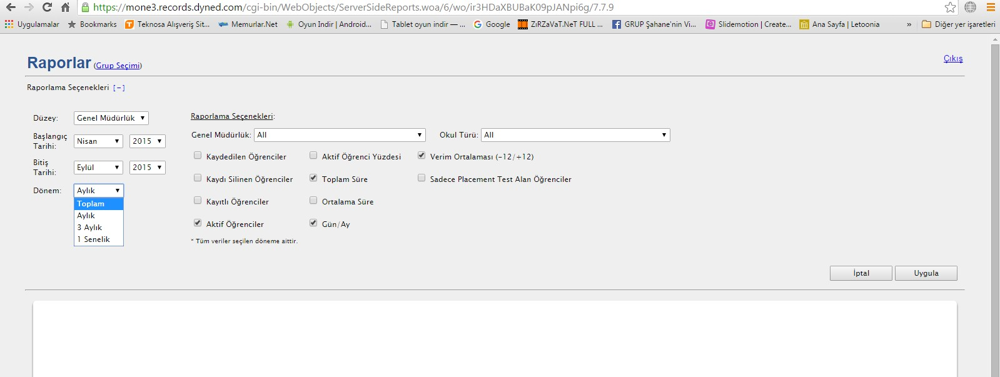 https://mone3.records.dyned.com/cgi-bin/WebObjects/ServerSideReports.woa/6/wo/ir3HDaXBUBaK09pJANpi6g/7.7.9
Uygulamalar Bookmarks Teknosa Alışveriş Sit... Memurlar.Net Oyun Indir | Android... Tablet oyun indir — ... Google ZıRZaVaT.NeT FULL ... GRUP Şahane'nin Vi... Slidemotion | Create... Ana Sayfa | Letoonia » Diğer yer işaretleri
Raporlar (Grup Seçimi)
Çıkış
Raporlama Seçenekleri [-]
Düzey: Genel Müdürlük
Başlangıç Tarihi: Nisan 2015
Bitiş Tarihi: Eylül 2015
Dönem: Aylık
Toplam
Aylık
3 Aylık
1 Senelik
Raporlama Seçenekleri:
Genel Müdürlük: All Okul Türü: All
Kaydedilen Öğrenciler Aktif Öğrenci Yüzdesi Verim Ortalaması (-12/+12)
Kaydı Silinen Öğrenciler Toplam Süre Sadece Placement Test Alan Öğrenciler
Kayıtlı Öğrenciler Ortalama Süre
Aktif Öğrenciler Gün/Ay
* Tüm veriler seçilen döneme aittir.
İptal Uygula